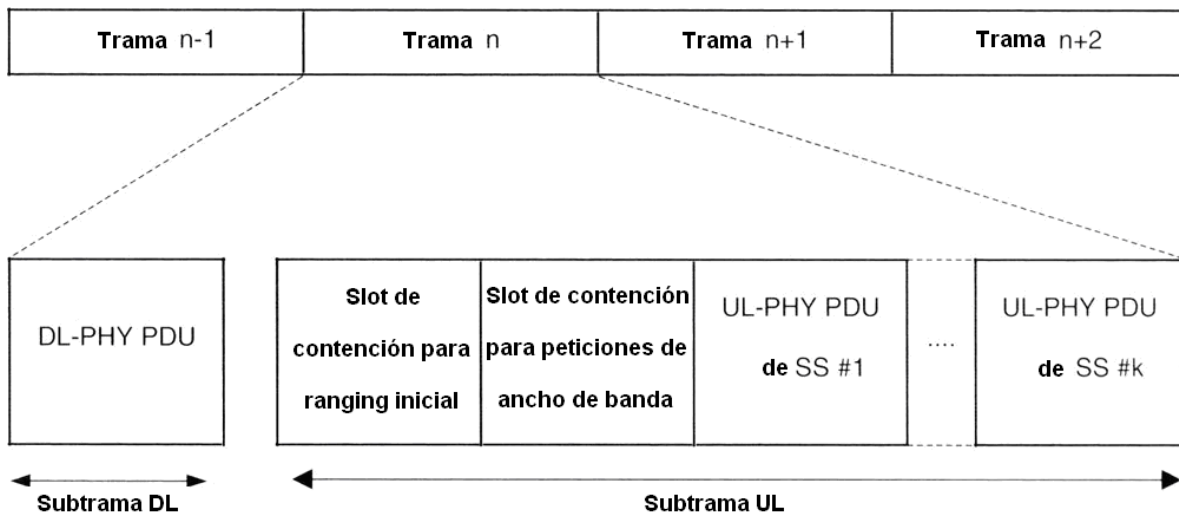 Trama n-1
Trama n
Trama n+1
Trama n+2
DL-PHY PDU
Slot de
contención para
ranging inicial
Slot de contención
para peticiones de
ancho de banda
UL-PHY PDU
de SS #1
....
UL-PHY PDU
de SS #k
Subtrama DL
Subtrama UL